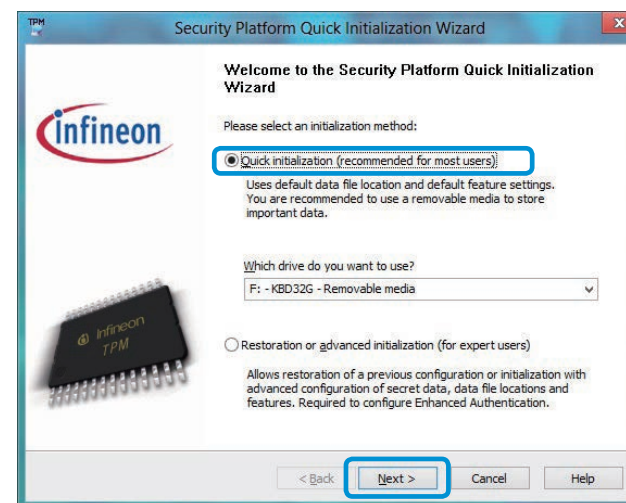 TPM
Security Platform Quick Initialization Wizard
x
Welcome to the Security Platform Quick Initialization
Wizard
infineon
Please select an initialization method:
Quick initialization (recommended for most users)
Uses default data file location and default feature settings.
You are recommended to use a removable media to store
important data.
Which drive do you want to use?
F: - KBD32G - Removable media
Infineon
TPM
Restoration or advanced initialization (for expert users)
Allows restoration of a previous configuration or initialization with
advanced configuration of secret data, data file locations and
features. Required to configure Enhanced Authentication.
< Back
Next >
Cancel
Help